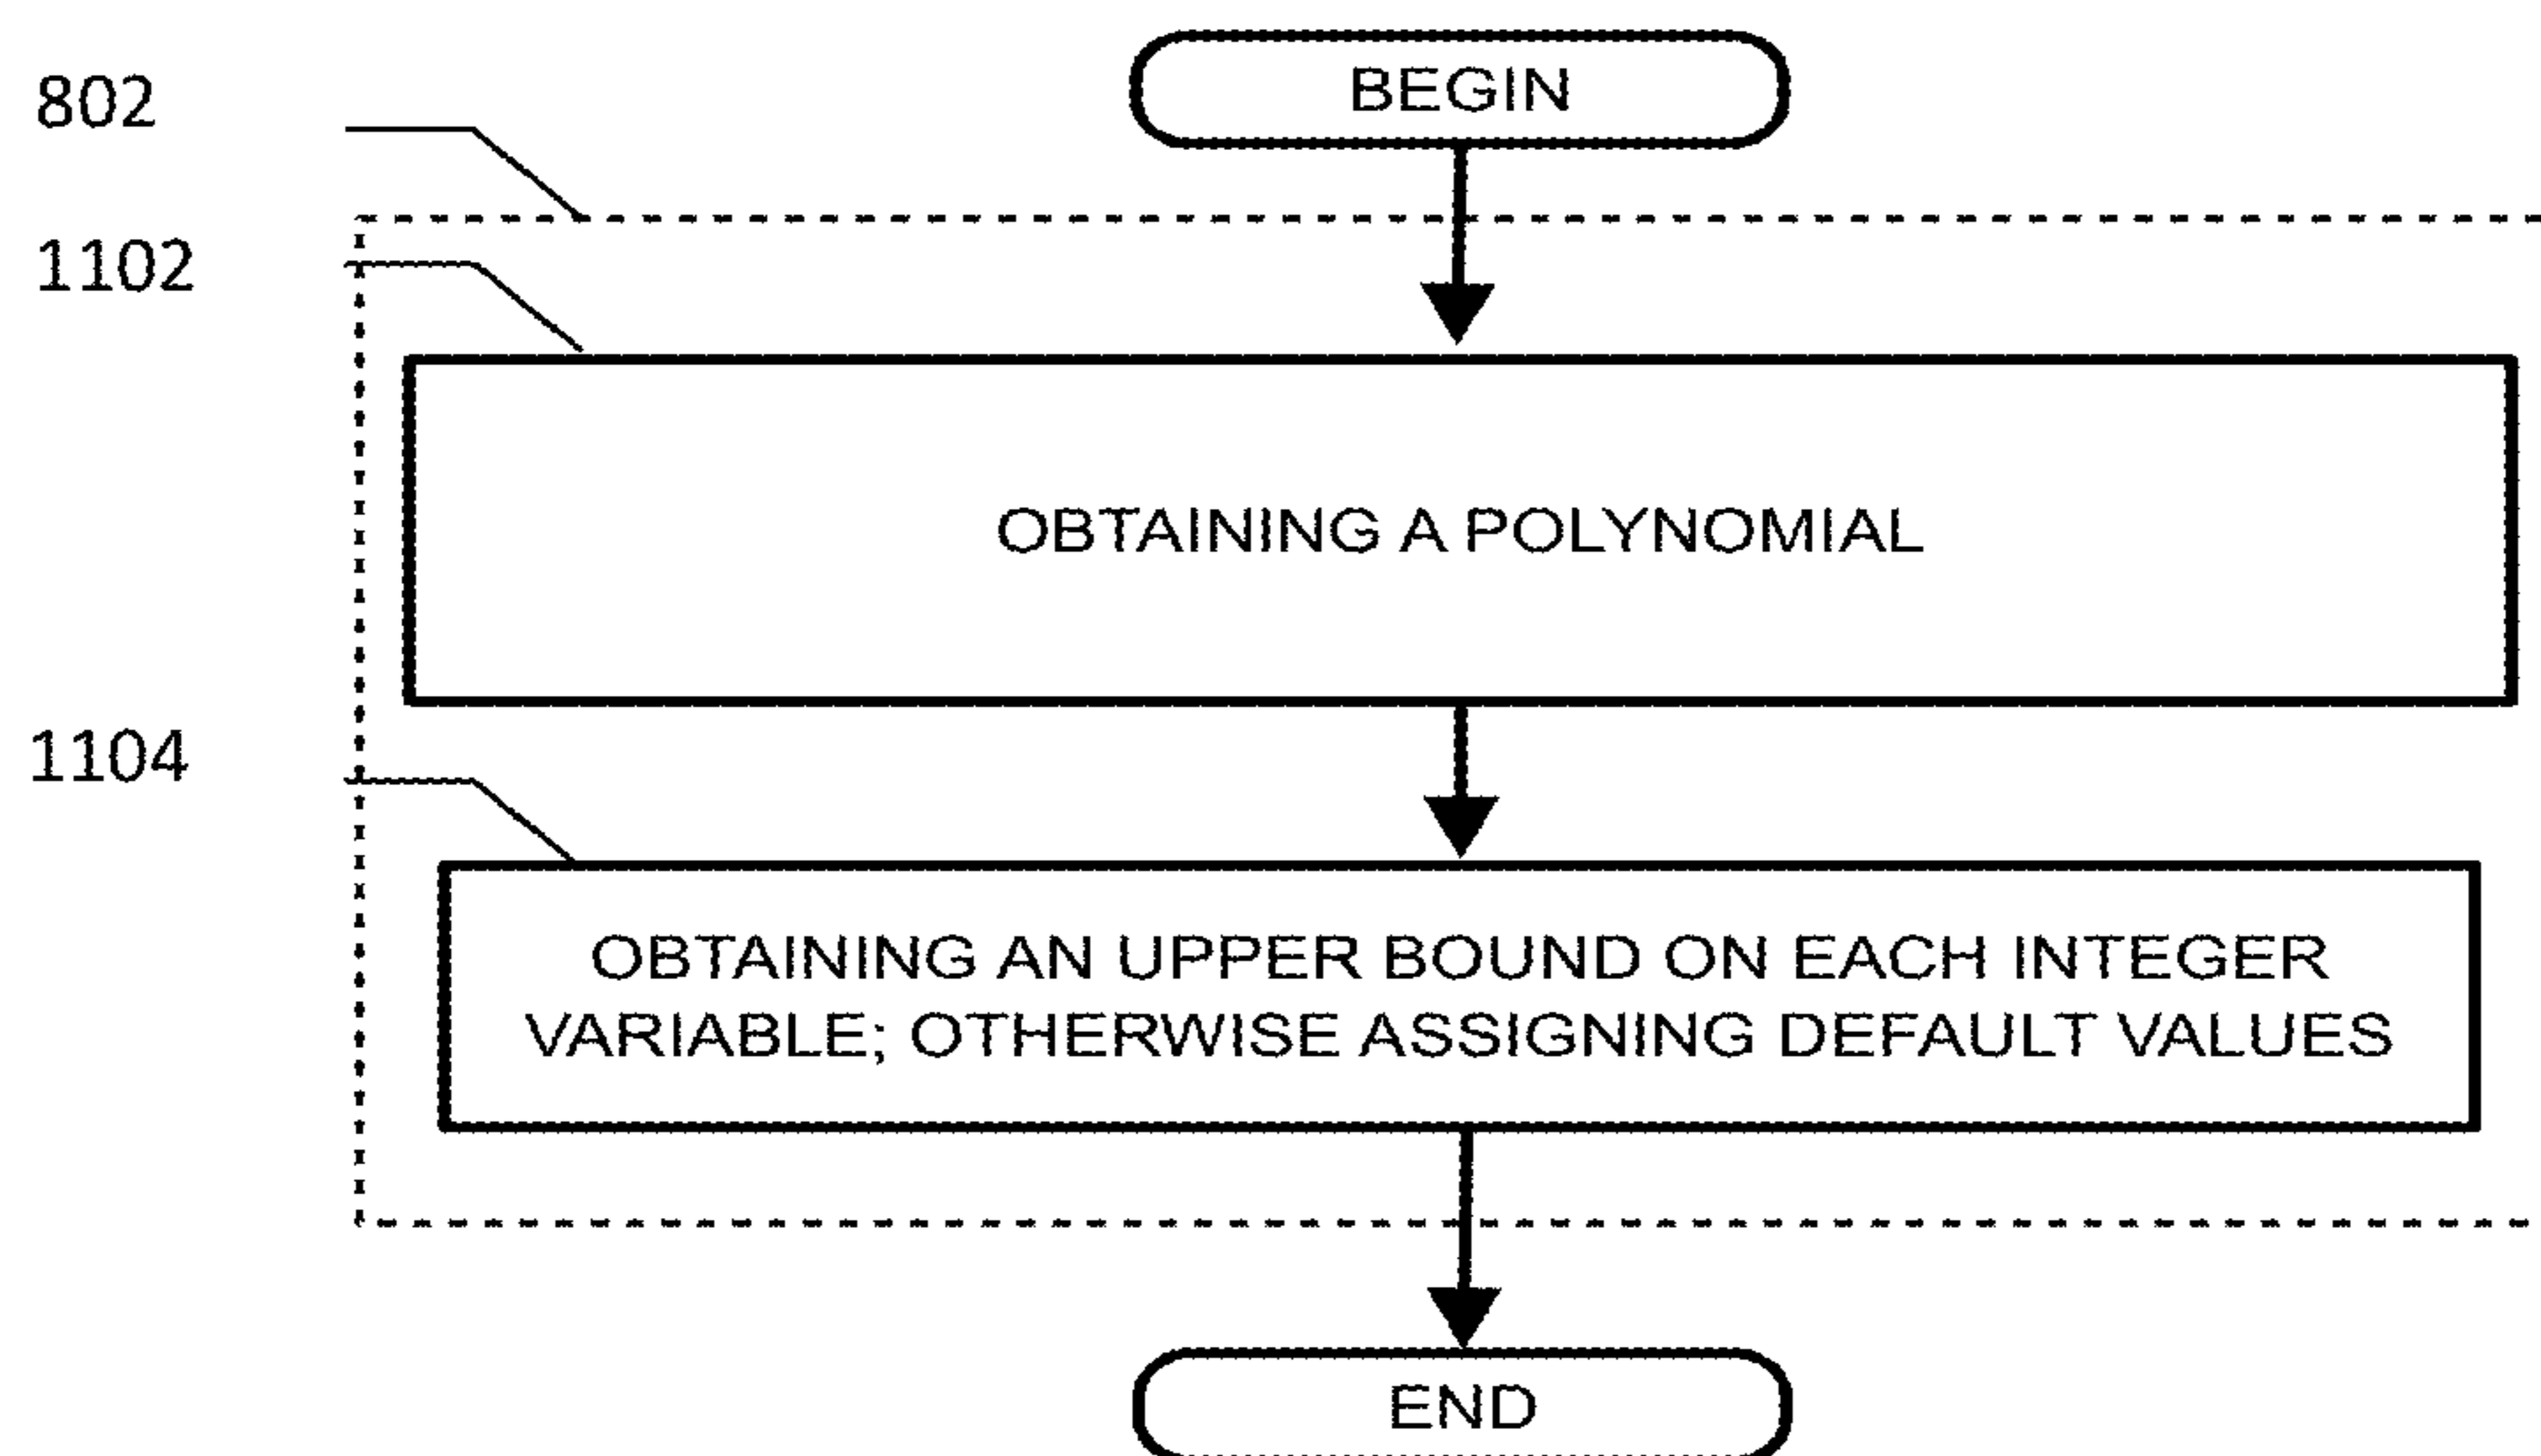 802
BEGIN
1102
OBTAINING A POLYNOMIAL
1104
OBTAINING AN UPPER BOUND ON EACH INTEGER
VARIABLE; OTHERWISE ASSIGNING DEFAULT VALUES
END